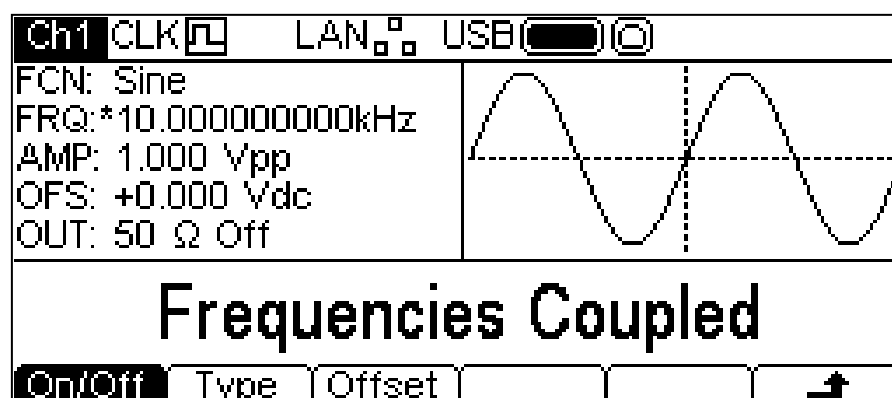 Ch1 CLK LAN USB
FCN: Sine
FRQ:*10.000000000kHz
AMP: 1.000 Vpp
OFS: +0.000 Vdc
OUT: 50 Ω Off
Frequencies Coupled
On/Off Type Offset